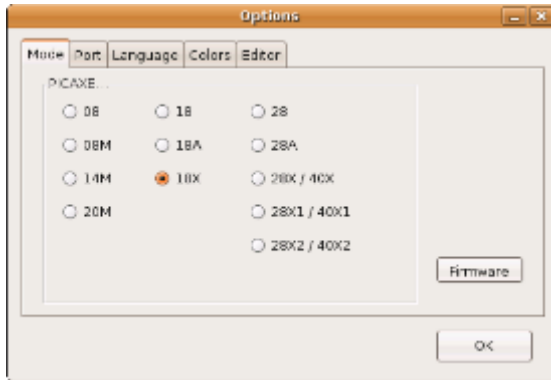 Options
Mode Port Language Colors Editor
PICAXE...
08 18 28
08M 18A 28A
14M 18X 28X / 40X
20M 28X1 / 40X1
28X2 / 40X2
Firmware
OK